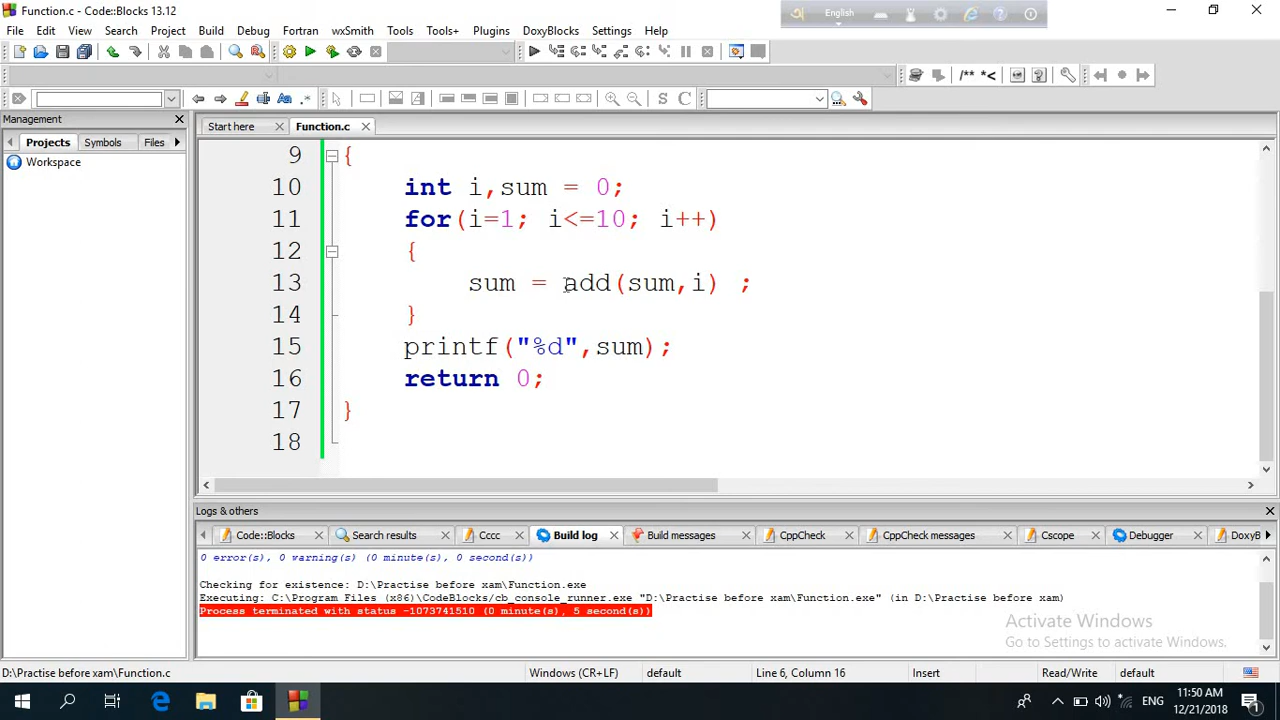 Function.c - Code::Blocks 13.12
English
File Edit View Search Project Build Debug Fortran wxSmith Tools Tools+ Plugins DoxyBlocks Settings Help
/** *<
S C
Management
Start here Function.c
Projects Symbols Files
Workspace
9 {
10 int i,sum = 0;
11 for(i=1; i<=10; i++)
12 {
13 sum = add(sum,i) ;
14 }
15 printf("%d",sum);
16 return 0;
17 }
18
Logs & others
Code::Blocks Search results Cccc Build log Build messages CppCheck CppCheck messages Cscope Debugger DoxyB
0 error(s), 0 warning(s) (0 minute(s), 0 second(s))
Checking for existence: D:\Practise before xam\Function.exe
Executing: C:\Program Files (x86)\CodeBlocks/cb_console_runner.exe "D:\Practise before xam\Function.exe" (in D:\Practise before xam)
Process terminated with status -1073741510 (0 minute(s), 5 second(s))
Activate Windows
Go to Settings to activate Windows.
D:\Practise before xam\Function.c Windows (CR+LF) default Line 6, Column 16 Insert Read/Write default
ENG 11:50 AM
12/21/2018
1